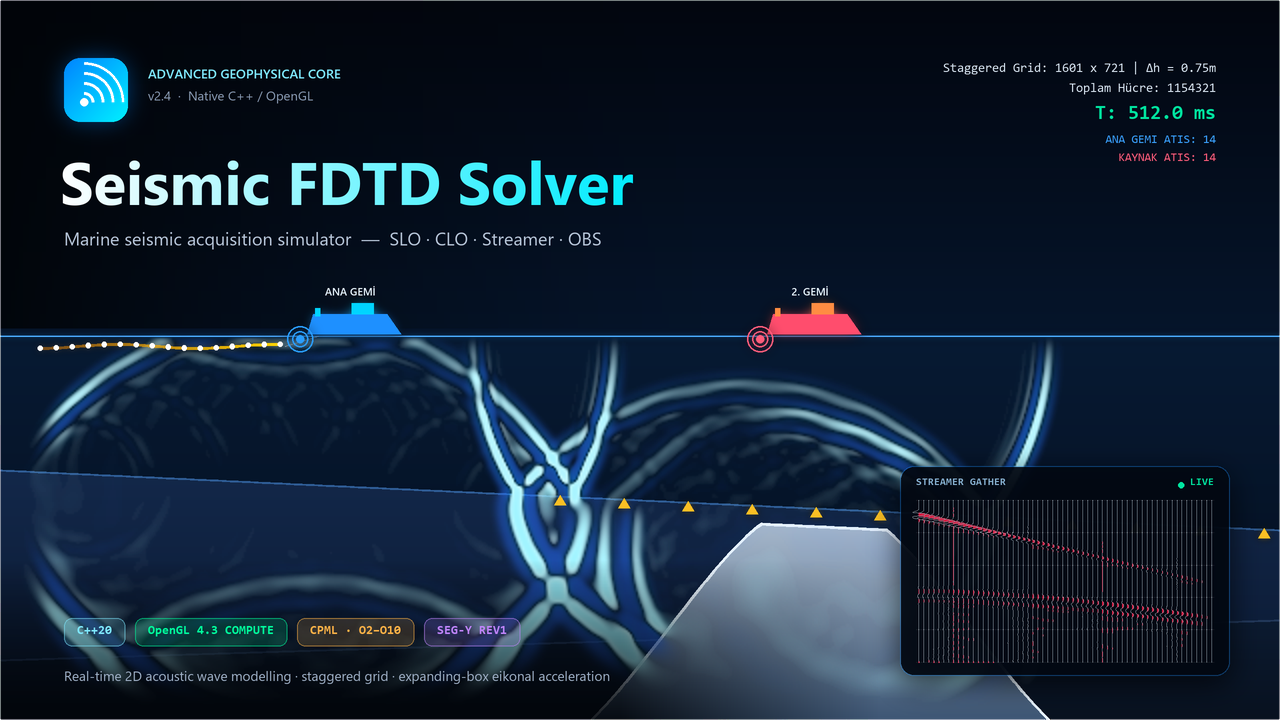 ADVANCED GEOPHYSICAL CORE
v2.4 · Native C++ / OpenGL
Staggered Grid: 1601 x 721 | Δh = 0.75m
Toplam Hücre: 1154321
T: 512.0 ms
ANA GEMI ATIS: 14
KAYNAK ATIS: 14
Seismic FDTD Solver
Marine seismic acquisition simulator — SLO · CLO · Streamer · OBS
ANA GEMİ
2. GEMİ
STREAMER GATHER
LIVE
C++20
OpenGL 4.3 COMPUTE
CPML · O2–O10
SEG-Y REV1
Real-time 2D acoustic wave modelling · staggered grid · expanding-box eikonal acceleration